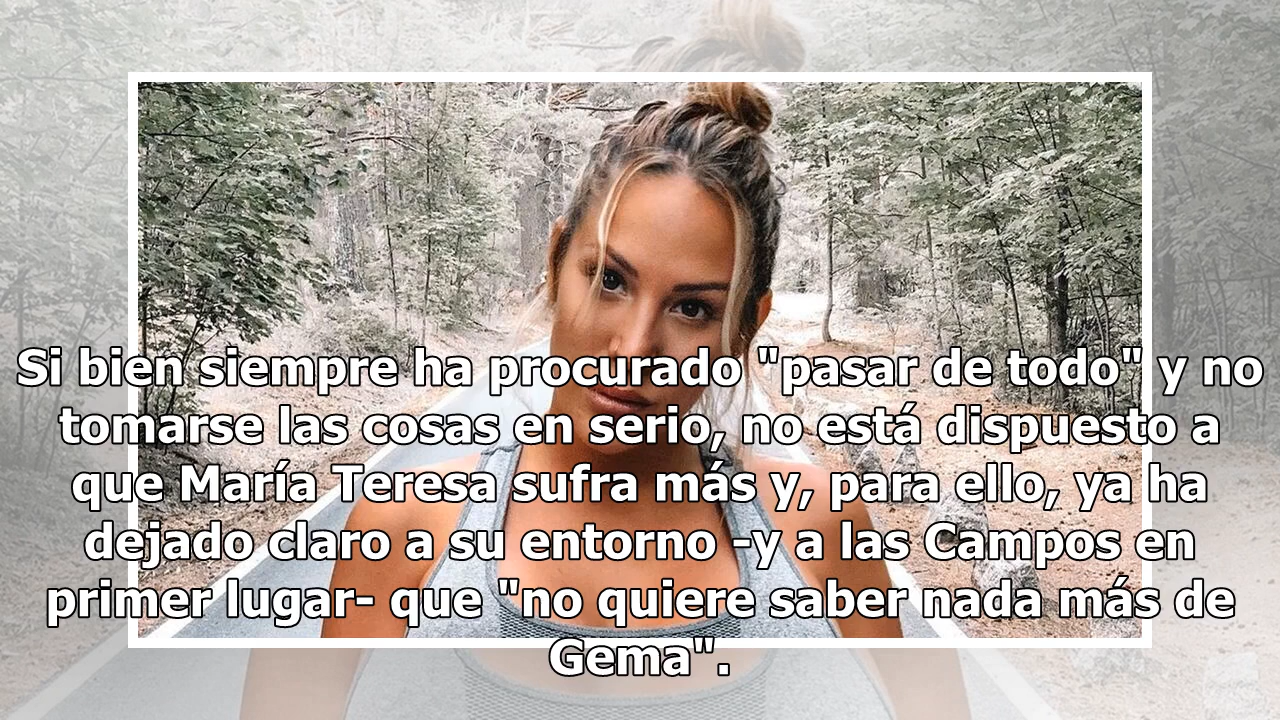 Si bien siempre ha procurado "pasar de todo" y no
tomarse las cosas en serio, no está dispuesto a
que María Teresa sufra más y, para ello, ya ha
dejado claro a su entorno -y a las Campos en
primer lugar- que "no quiere saber nada más de
Gema".